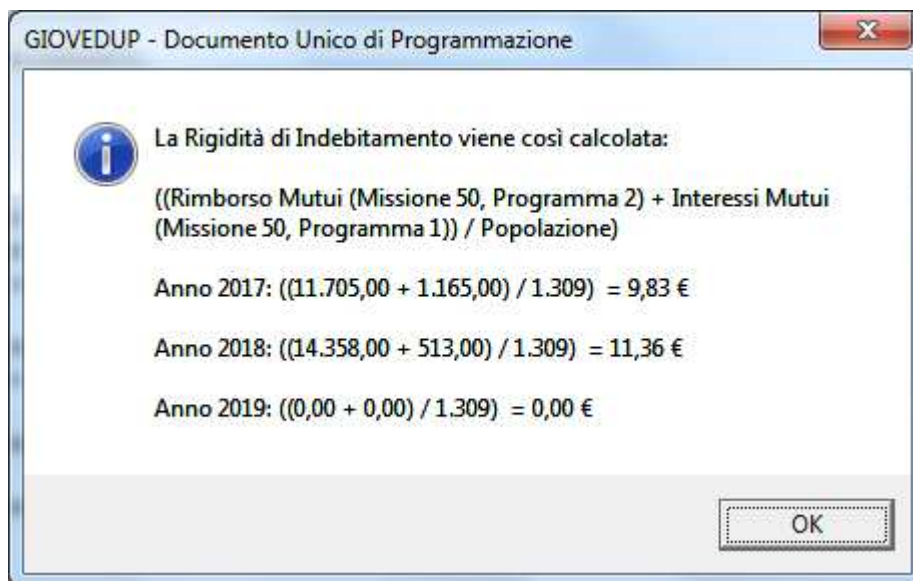 GIOVEDUP - Documento Unico di Programmazione
La Rigidità di Indebitamento viene così calcolata:
((Rimborso Mutui (Missione 50, Programma 2) + Interessi Mutui
(Missione 50, Programma 1)) / Popolazione)
Anno 2017: ((11.705,00 + 1.165,00) / 1.309)  = 9,83 €
Anno 2018: ((14.358,00 + 513,00) / 1.309)  = 11,36 €
Anno 2019: ((0,00 + 0,00) / 1.309)  = 0,00 €
OK